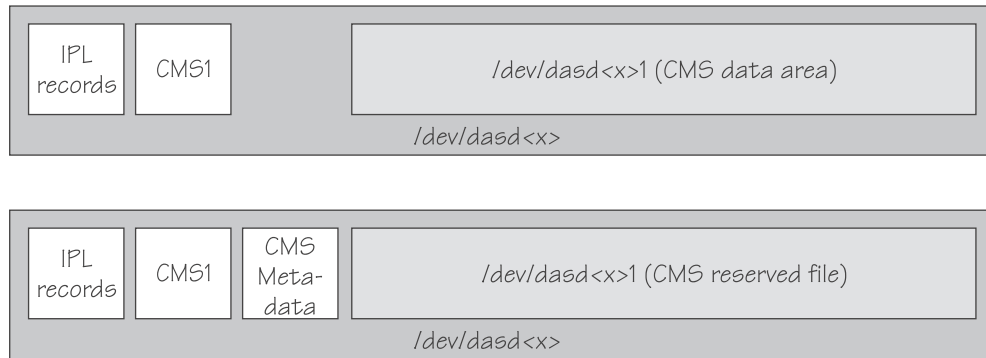 IPL
records
CMS1
/dev/dasd<x>1 (CMS data area)
/dev/dasd<x>
IPL
records
CMS1
CMS
Meta-
data
/dev/dasd<x>1 (CMS reserved file)
/dev/dasd<x>